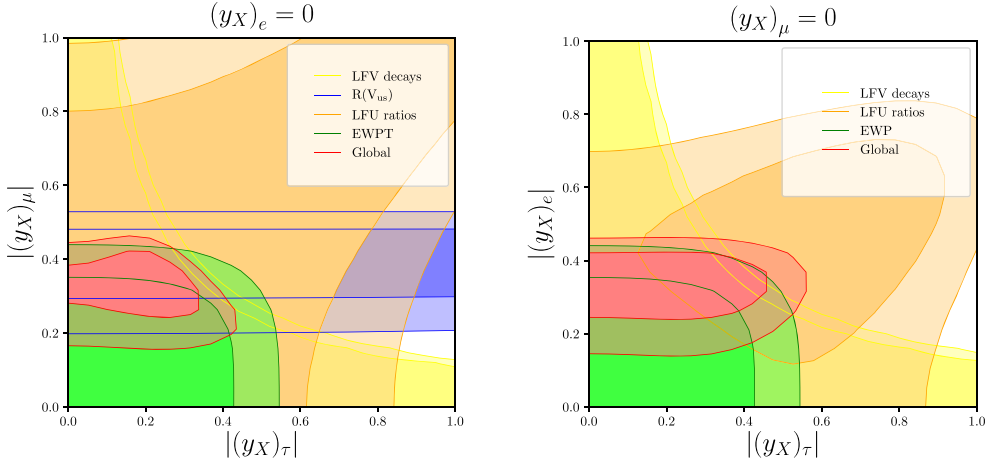 (y_X)_e = 0
1.0
0.8
0.6
0.4
0.2
0.0
|(y_X)_μ|
LFV decays
R(V_us)
LFU ratios
EWPT
Global
0.0 0.2 0.4 0.6 0.8 1.0
|(y_X)_τ|
(y_X)_μ = 0
1.0
0.8
0.6
0.4
0.2
0.0
|(y_X)_e|
LFV decays
LFU ratios
EWP
Global
0.0 0.2 0.4 0.6 0.8 1.0
|(y_X)_τ|